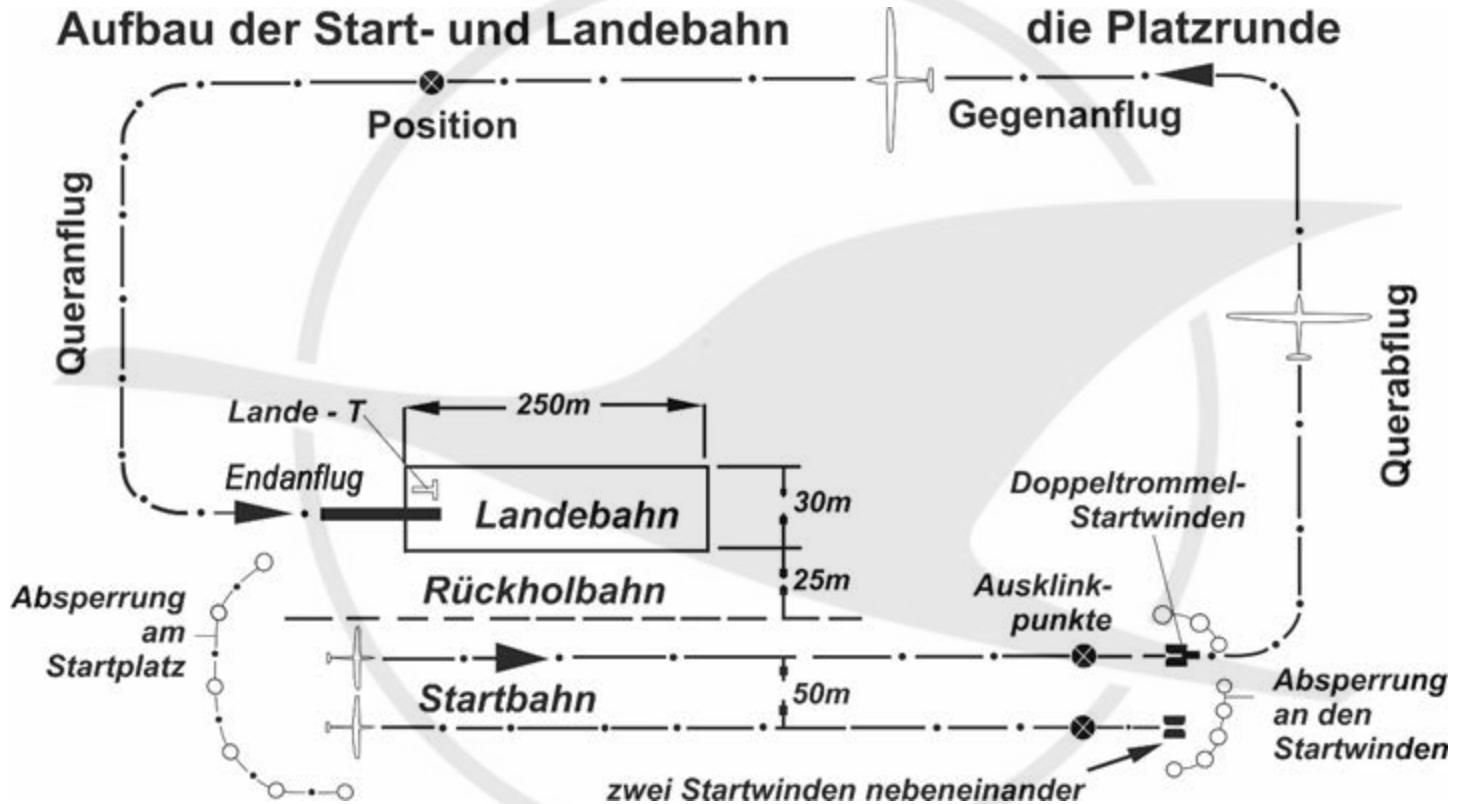 Aufbau der Start- und Landebahn
die Platzrunde
Position
Gegenanflug
Queranflug
Querabflug
Lande - T
250m
Endanflug
Landebahn
30m
Doppeltrommel-
Startwinden
25m
Rückholbahn
Ausklink-
punkte
Absperrung
am
Startplatz
Startbahn
50m
Absperrung
an den
Startwinden
zwei Startwinden nebeneinander